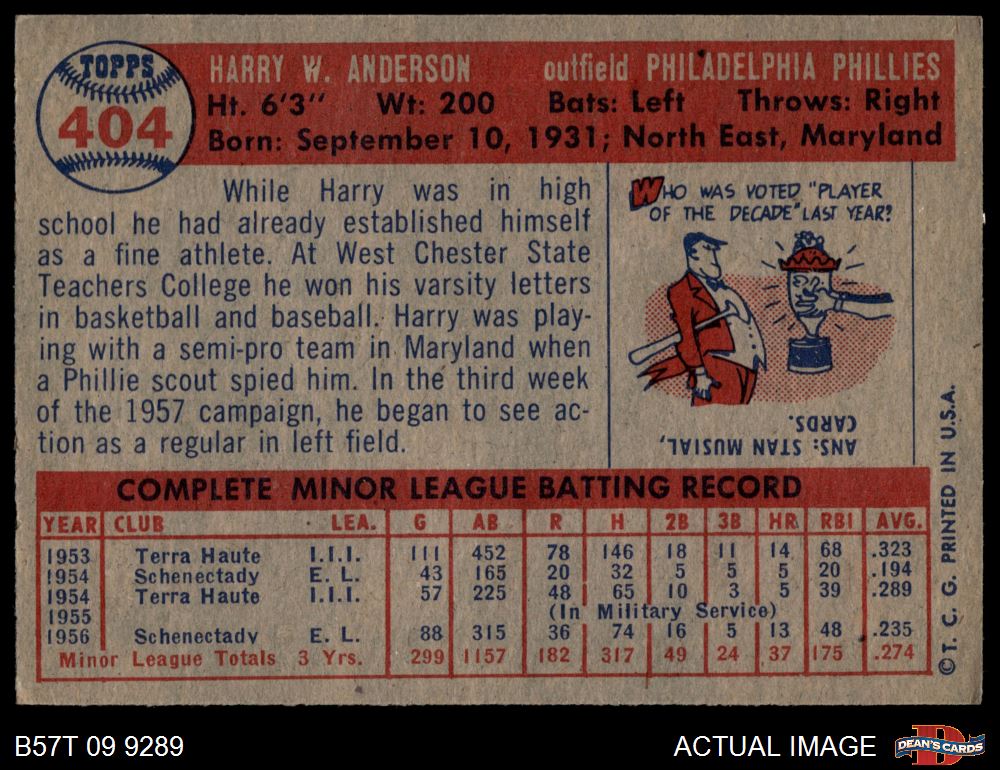 TOPPS
404
HARRY W. ANDERSON outfield PHILADELPHIA PHILLIES
Ht. 6'3" Wt: 200 Bats: Left Throws: Right
Born: September 10, 1931; North East, Maryland
While Harry was in high
school he had already established himself
as a fine athlete. At West Chester State
Teachers College he won his varsity letters
in basketball and baseball. Harry was play-
ing with a semi-pro team in Maryland when
a Phillie scout spied him. In the third week
of the 1957 campaign, he began to see ac-
tion as a regular in left field.
WHO WAS VOTED "PLAYER
OF THE DECADE" LAST YEAR?
ANS: STAN MUSIAL,
CARDS.
COMPLETE MINOR LEAGUE BATTING RECORD
YEAR CLUB LEA. G AB R H 2B 3B HR RBI AVG.
1953 Terra Haute I.I.I. 111 452 78 146 18 11 14 68 .323
1954 Schenectady E. L. 43 165 20 32 5 5 5 20 .194
1954 Terra Haute I.I.I. 57 225 48 65 10 3 5 39 .289
1955 (In Military Service)
1956 Schenectady E. L. 88 315 36 74 16 5 13 48 .235
Minor League Totals 3 Yrs. 299 1157 182 317 49 24 37 175 .274
© T. C. G. PRINTED IN U.S.A.
B57T 09 9289
ACTUAL IMAGE
D
DEAN'S CARDS